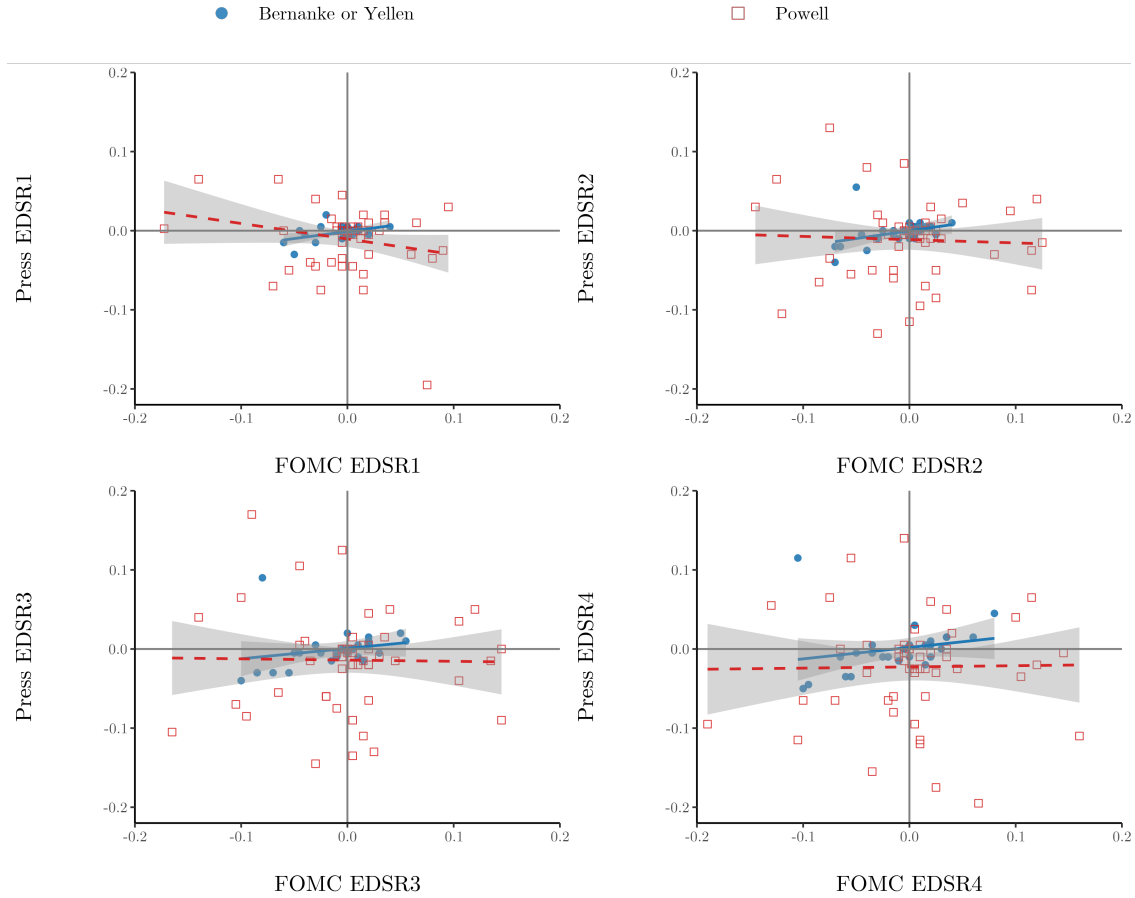 Bernanke or Yellen Powell
0.2
0.1
0.0
-0.1
-0.2
Press EDSR1
-0.2 -0.1 0.0 0.1 0.2
FOMC EDSR1
0.2
0.1
0.0
-0.1
-0.2
Press EDSR2
-0.2 -0.1 0.0 0.1 0.2
FOMC EDSR2
0.2
0.1
0.0
-0.1
-0.2
Press EDSR3
-0.2 -0.1 0.0 0.1 0.2
FOMC EDSR3
0.2
0.1
0.0
-0.1
-0.2
Press EDSR4
-0.2 -0.1 0.0 0.1 0.2
FOMC EDSR4